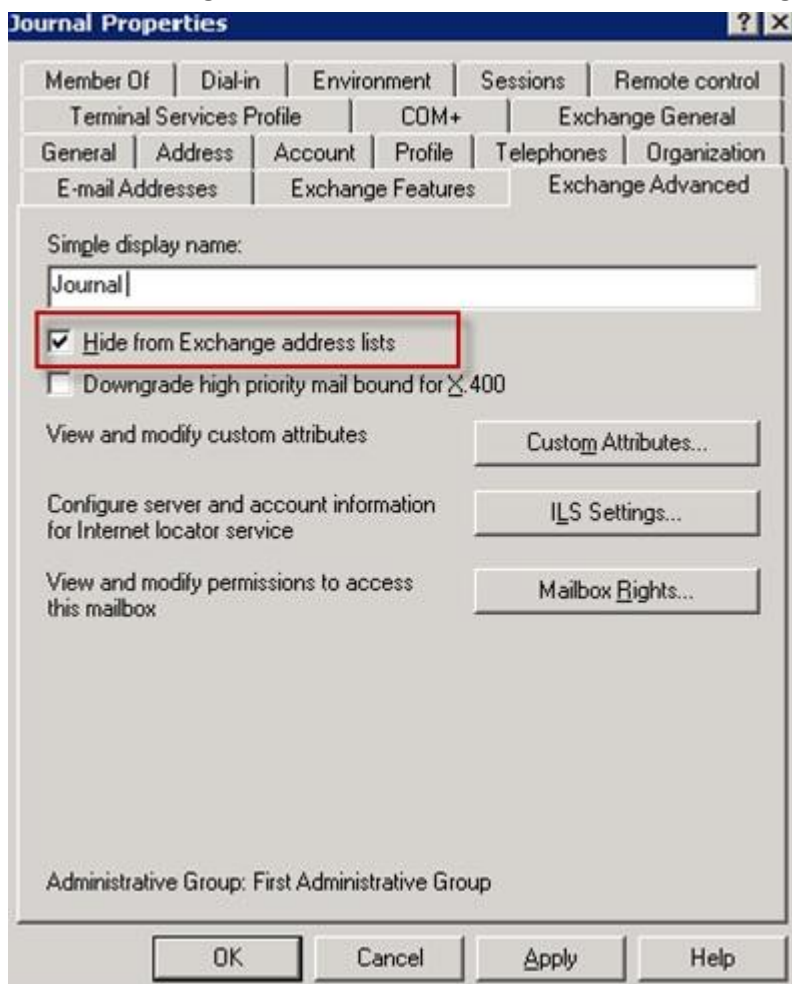 Journal Properties
Member Of Dial-in Environment Sessions Remote control
Terminal Services Profile COM+ Exchange General
General Address Account Profile Telephones Organization
E-mail Addresses Exchange Features Exchange Advanced
Simple display name:
Journal
Hide from Exchange address lists
Downgrade high priority mail bound for X.400
View and modify custom attributes
Custom Attributes...
Configure server and account information
for Internet locator service
ILS Settings...
View and modify permissions to access
this mailbox
Mailbox Rights...
Administrative Group: First Administrative Group
OK Cancel Apply Help